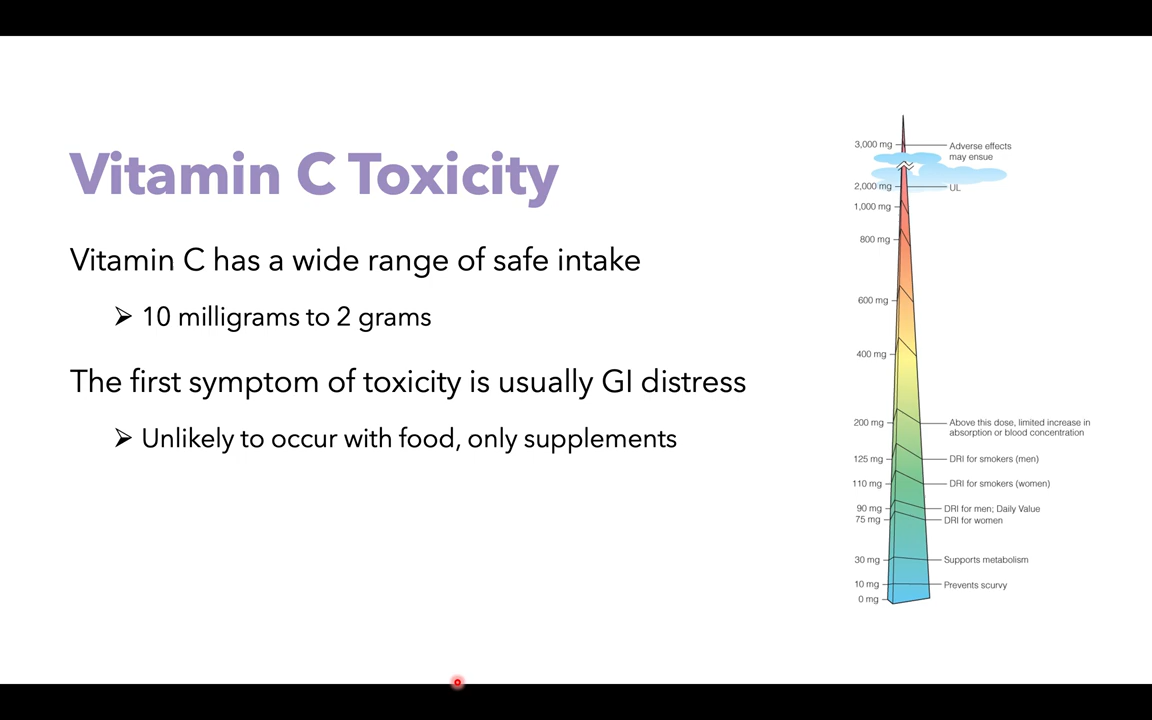 Vitamin C Toxicity
Vitamin C has a wide range of safe intake
➢ 10 milligrams to 2 grams
The first symptom of toxicity is usually GI distress
➢ Unlikely to occur with food, only supplements
3,000 mg
Adverse effects
may ensue
2,000 mg
UL
1,000 mg
800 mg
600 mg
400 mg
200 mg
Above this dose, limited increase in
absorption or blood concentration
125 mg
DRI for smokers (men)
110 mg
DRI for smokers (women)
90 mg
DRI for men; Daily Value
75 mg
DRI for women
30 mg
Supports metabolism
10 mg
Prevents scurvy
0 mg